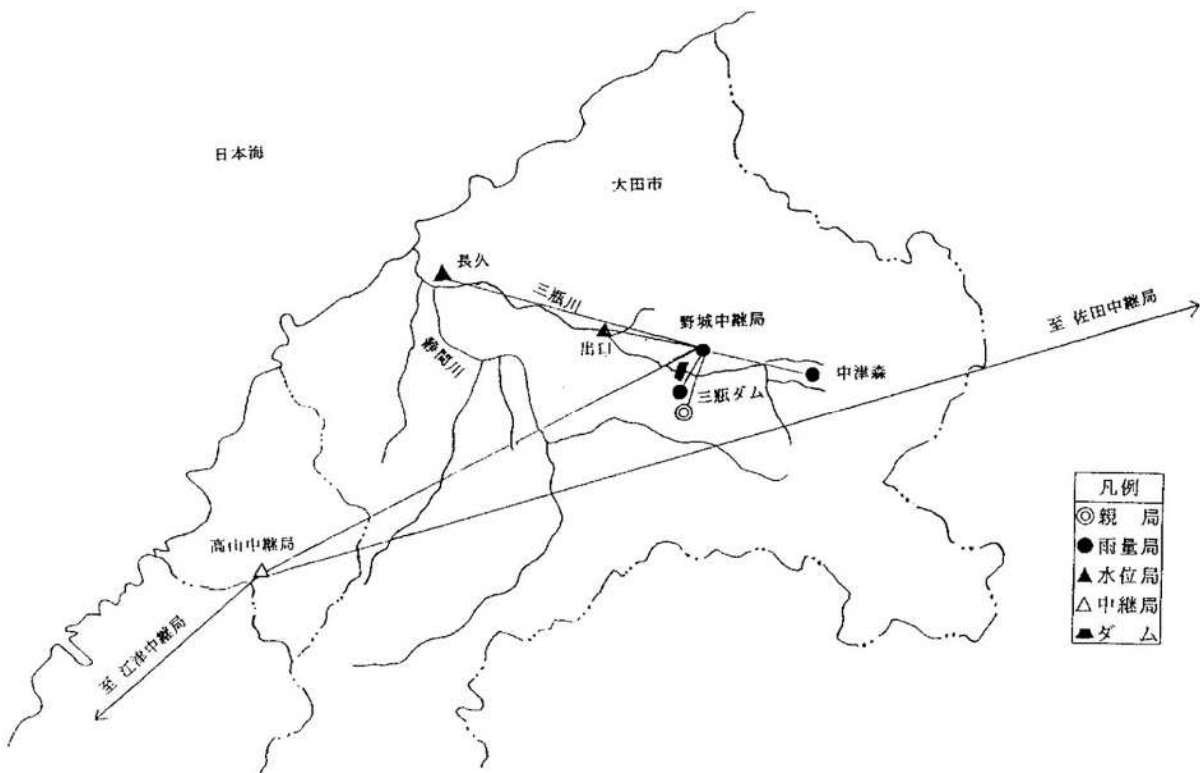 日本海
大田市
長久
三瓶川
野城中継局
至 佐田中継局
出口
静間川
中津森
三瓶ダム
高山中継局
至 江津中継局
凡例
◎親 局
●雨量局
▲水位局
△中継局
ダ ム